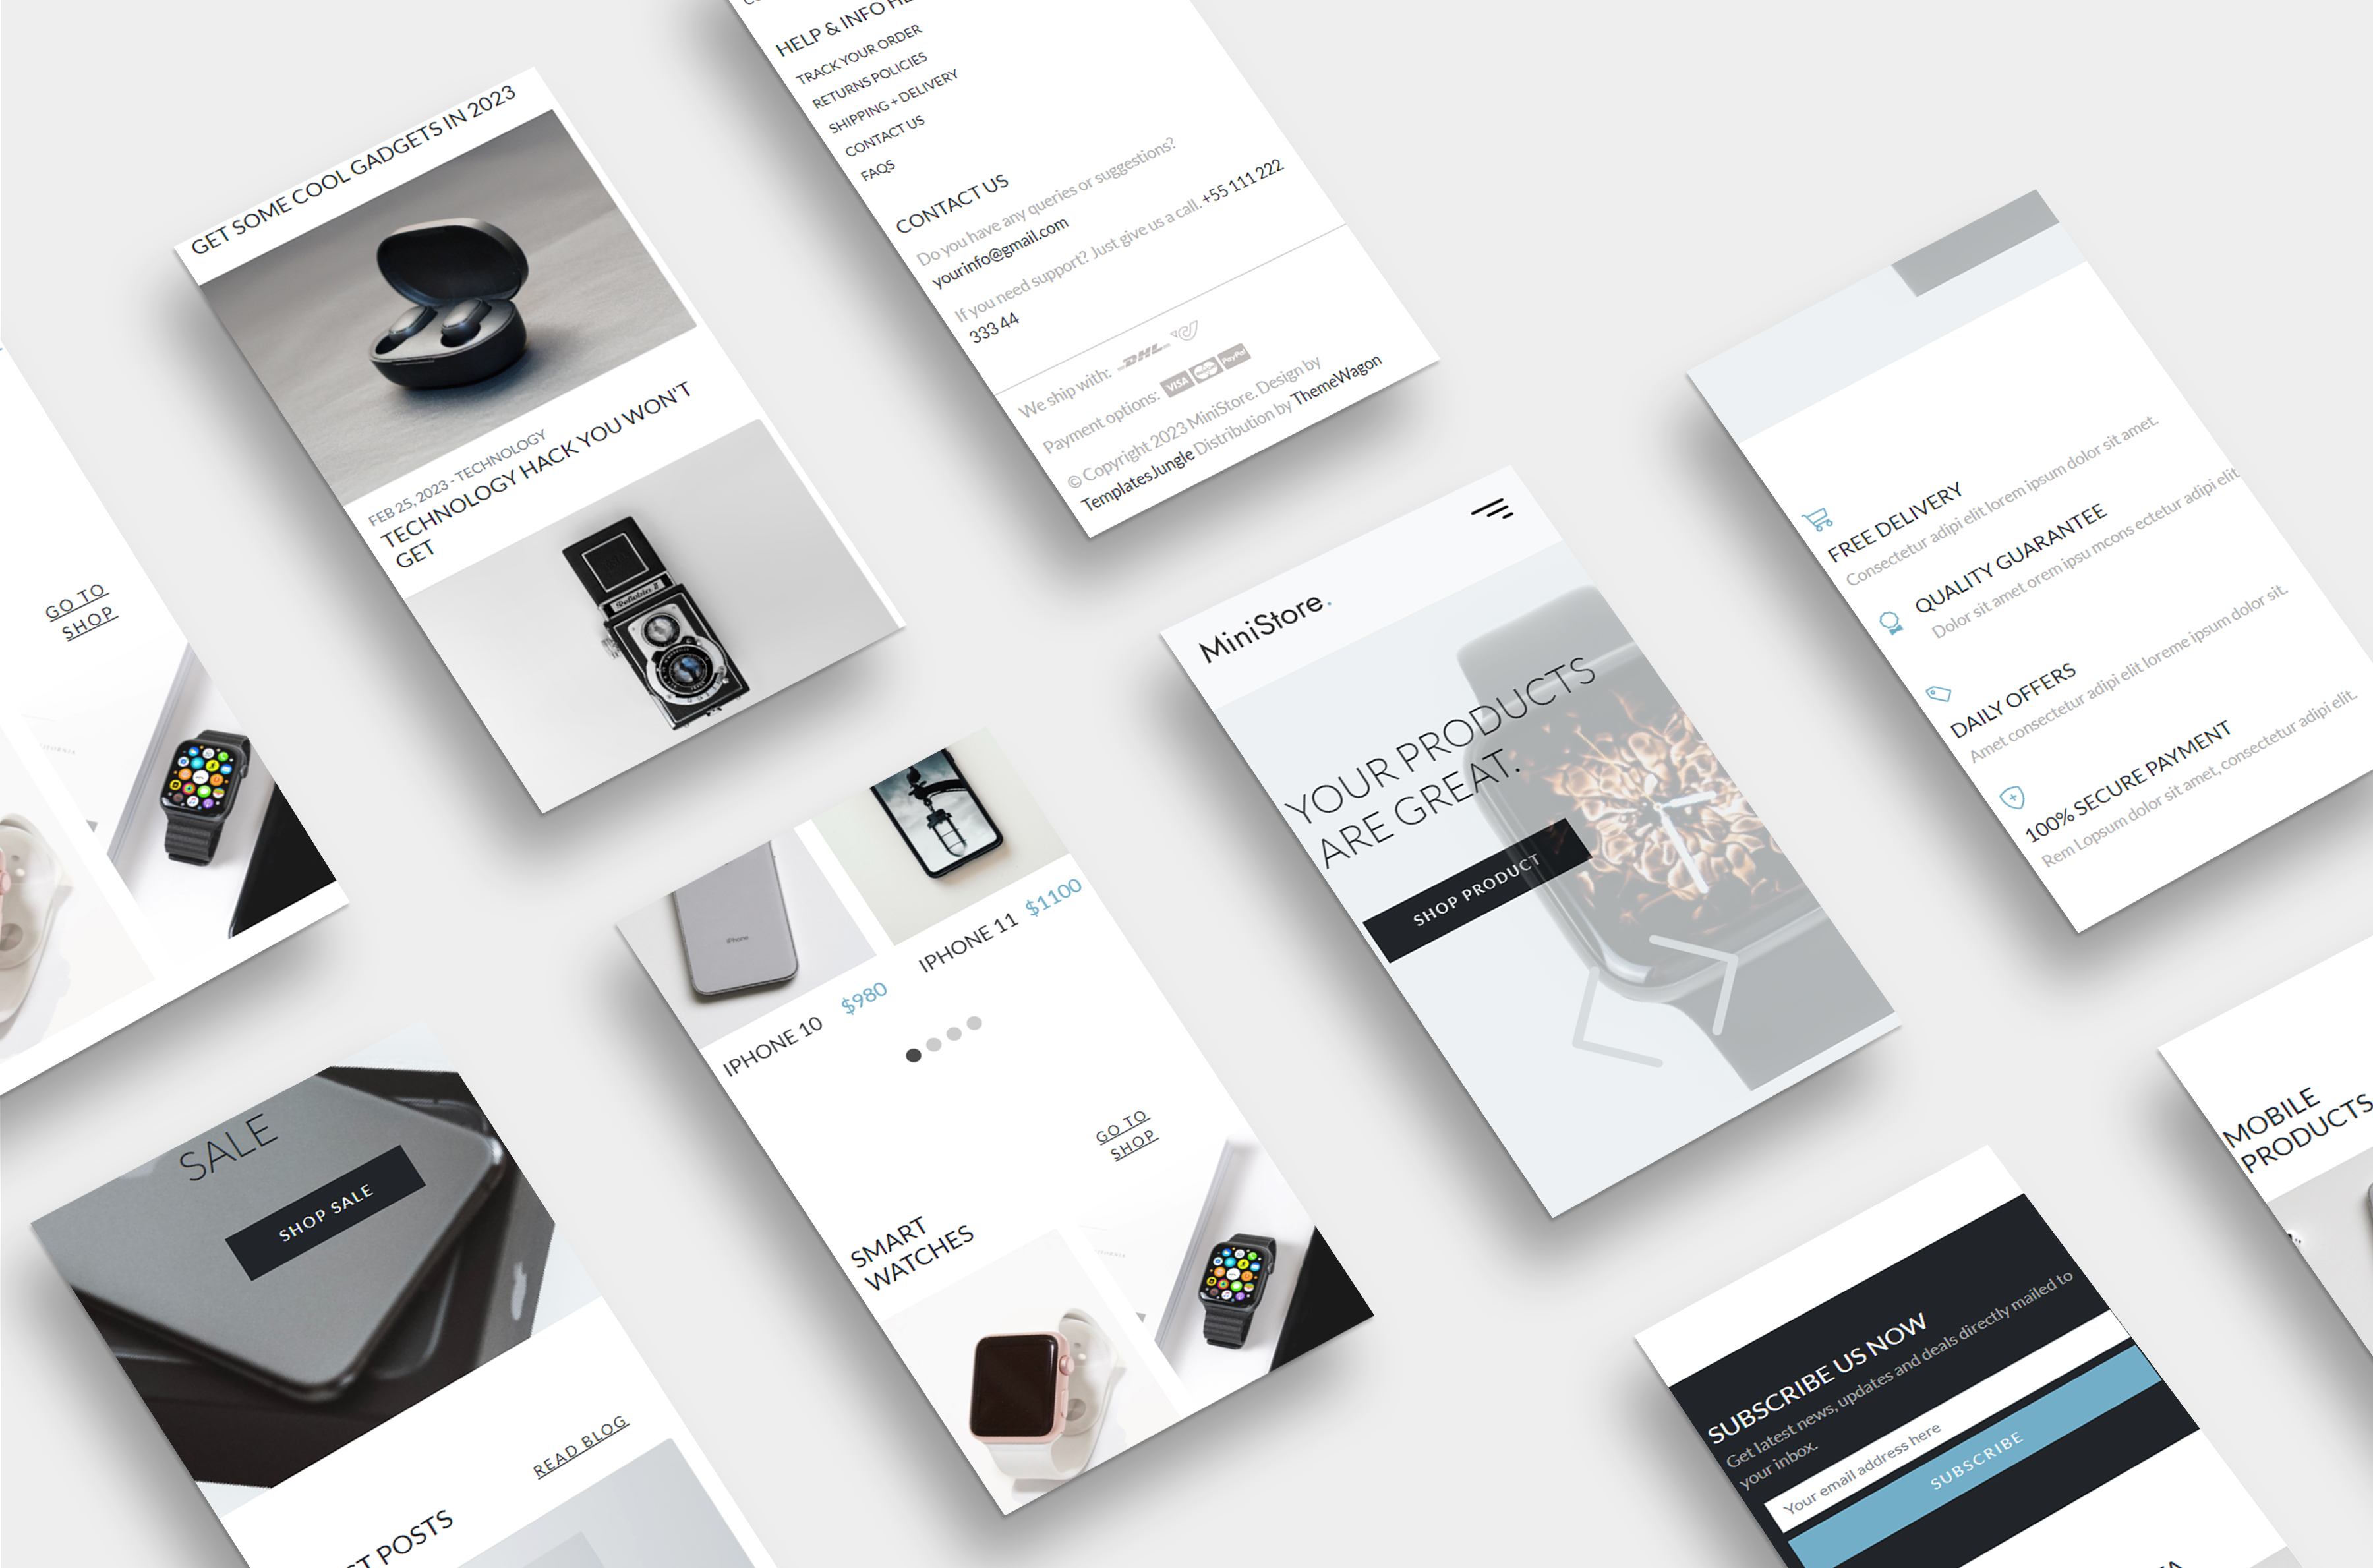 GET SOME COOL GADGETS IN 2023
FEB 25, 2023 - TECHNOLOGY
TECHNOLOGY HACK YOU WON'T
GET
HELP & INFO
TRACK YOUR ORDER
RETURNS POLICIES
SHIPPING + DELIVERY
CONTACT US
FAQS
CONTACT US
Do you have any queries or suggestions?
yourinfo@gmail.com
If you need support? Just give us a call. +55 111 222
333 44
We ship with: DHL
Payment options: VISA MasterCard PayPal
© Copyright 2023 MiniStore. Design by
TemplatesJungle Distribution by ThemeWagon
FREE DELIVERY
Consectetur adipi elit lorem ipsum dolor sit amet.
QUALITY GUARANTEE
Dolor sit amet orem ipsu mcons ectetur adipi elit.
DAILY OFFERS
Amet consectetur adipi elit loreme ipsum dolor sit.
100% SECURE PAYMENT
Rem Lopsum dolor sit amet, consectetur adipi elit.
GO TO
SHOP
MiniStore.
YOUR PRODUCTS
ARE GREAT.
SHOP PRODUCT
iPhone
IPHONE 10 $980
IPHONE 11 $1100
GO TO
SHOP
SMART
WATCHES
SALE
SHOP SALE
READ BLOG
POSTS
MOBILE
PRODUCTS
SUBSCRIBE US NOW
Get latest news, updates and deals directly mailed to
your inbox.
Your email address here
SUBSCRIBE